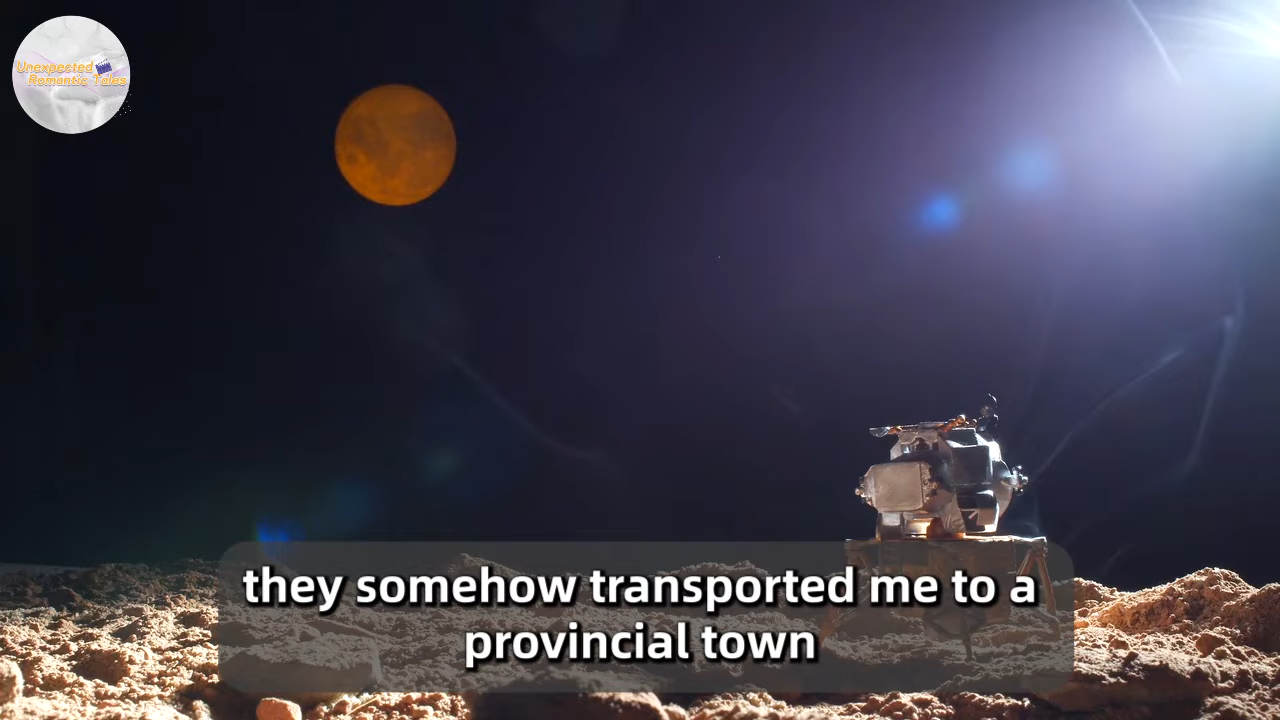 Unexpected
Romantic Tales
they somehow transported me to a
provincial town